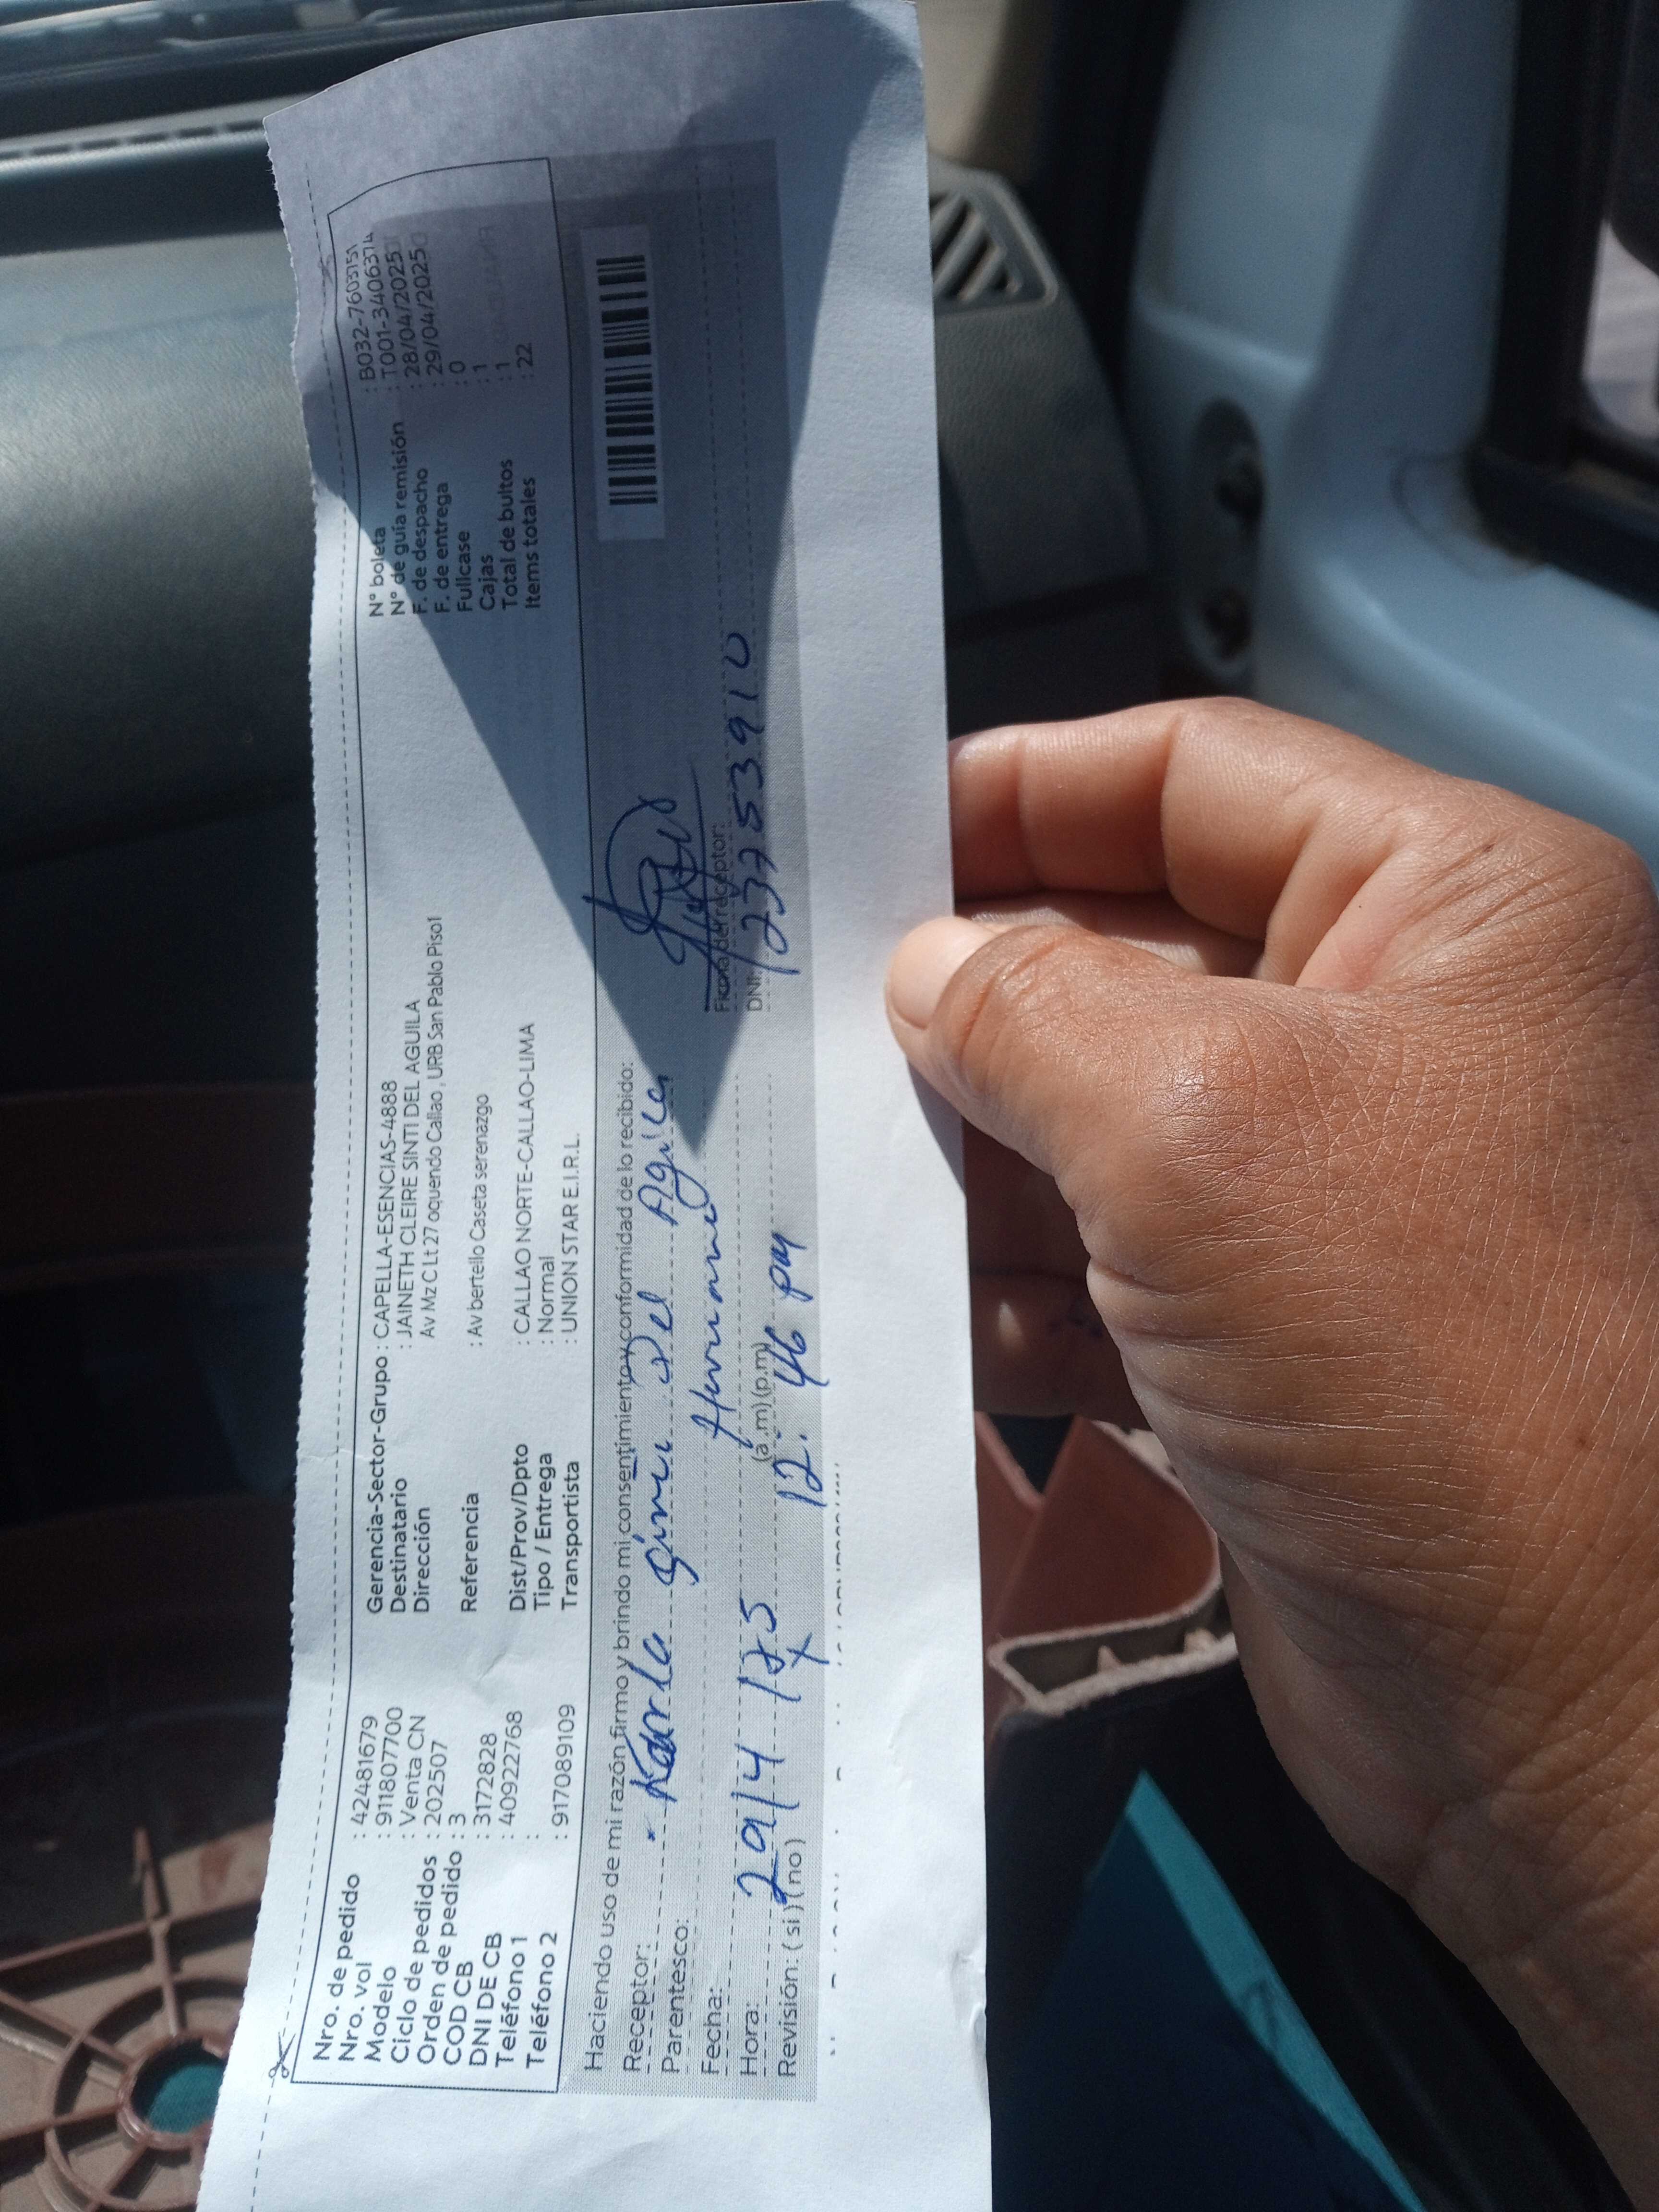 Nro. de pedido : 42481679
Nro. vol : 911807700
Modelo : Venta CN
Ciclo de pedidos : 202507
Orden de pedido : 3
COD CB : 3172828
DNI DE CB : 40922768
Teléfono 1 :
Teléfono 2 : 917089109
Gerencia-Sector-Grupo : CAPELLA-ESENCIAS-4888
Destinatario : JAINETH CLEIRE SINTI DEL AGUILA
Dirección Av Mz C Lt 27 oquendo Callao , URB San Pablo Piso1
Referencia : Av bertello Caseta serenazgo
Dist/Prov/Dpto : CALLAO NORTE-CALLAO-LIMA
Tipo / Entrega : Normal
Transportista : UNION STAR E.I.R.L.
N° boleta : B032-7603151
N° de guía remisión : T001-3406374
F. de despacho : 28/04/2025
F. de entrega : 29/04/2025
Fullcase : 0
Cajas : 1
Total de bultos : 1
Items totales : 22
Haciendo uso de mi razón firmo y brindo mi consentimiento y conformidad de lo recibido:
Receptor: Karla Del Aguila
Parentesco:
Fecha: 29/4/25
Hora: (a.m) (p.m) 12:46 pm
Revisión: ( si ) ( no )
Firma del receptor:
DNI: